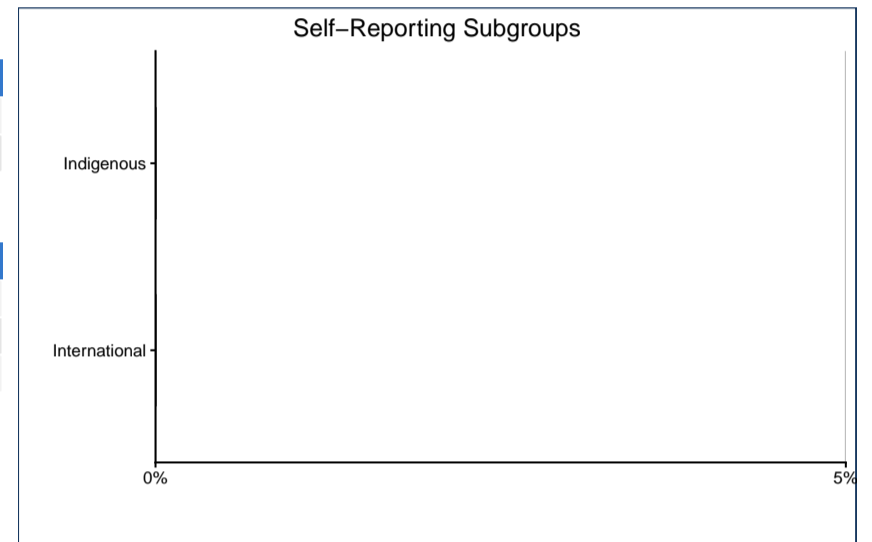 Self−Reporting Subgroups
Indigenous
International
0%
5%